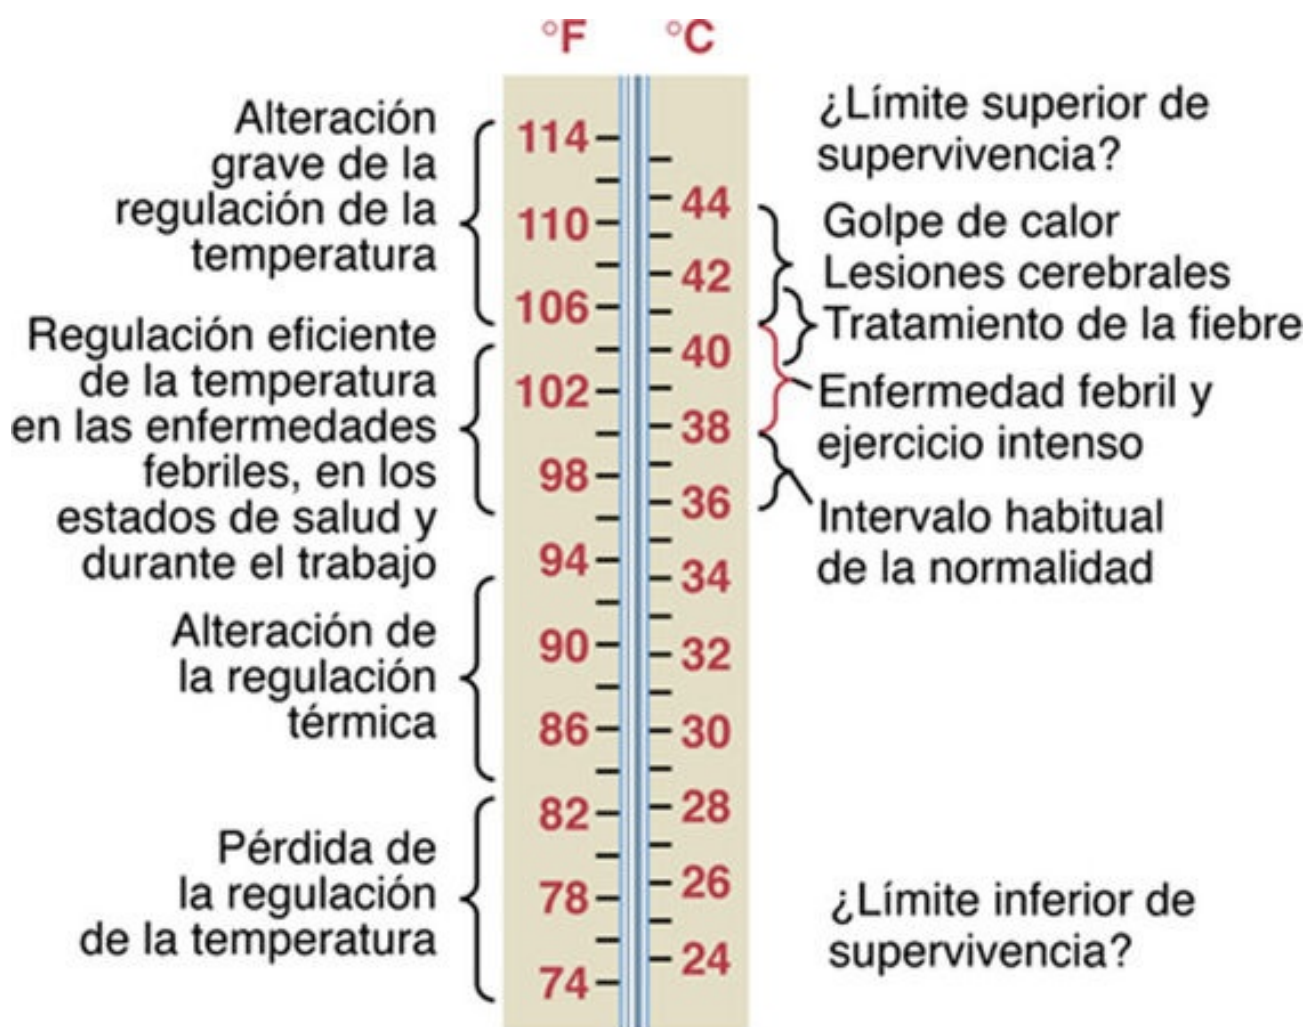 °F °C
Alteración
grave de la
regulación de la
temperatura
Regulación eficiente
de la temperatura
en las enfermedades
febriles, en los
estados de salud y
durante el trabajo
Alteración de
la regulación
térmica
Pérdida de
la regulación
de la temperatura
114
110
106
102
98
94
90
86
82
78
74
44
42
40
38
36
34
32
30
28
26
24
¿Límite superior de
supervivencia?
Golpe de calor
Lesiones cerebrales
Tratamiento de la fiebre
Enfermedad febril y
ejercicio intenso
Intervalo habitual
de la normalidad
¿Límite inferior de
supervivencia?